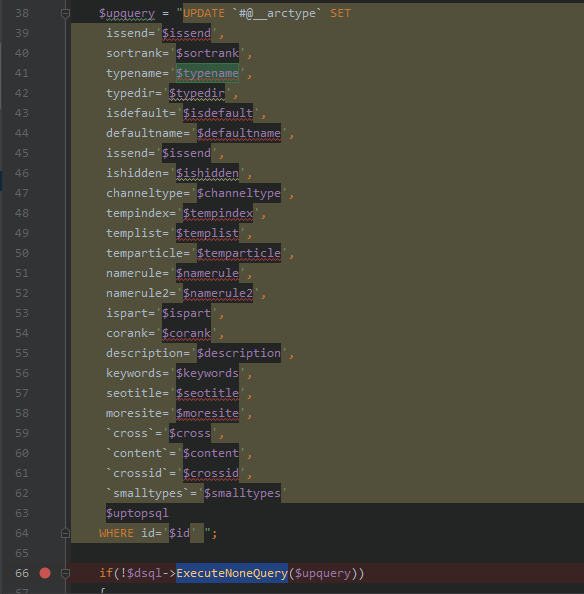 38 $upquery = "UPDATE `#@__arctype` SET
39 issend='$issend',
40 sortrank='$sortrank',
41 typename='$typename',
42 typedir='$typedir',
43 isdefault='$isdefault',
44 defaultname='$defaultname',
45 issend='$issend',
46 ishidden='$ishidden',
47 channeltype='$channeltype',
48 tempindex='$tempindex',
49 templist='$templist',
50 temparticle='$temparticle',
51 namerule='$namerule',
52 namerule2='$namerule2',
53 ispart='$ispart',
54 corank='$corank',
55 description='$description',
56 keywords='$keywords',
57 seotitle='$seotitle',
58 moresite='$moresite',
59 `cross`='$cross',
60 `content`='$content',
61 `crossid`='$crossid',
62 `smalltypes`='$smalltypes'
63 $uptopsql
64 WHERE id='$id' ";
65
66 if(!$dsql->ExecuteNoneQuery($upquery))
67 {